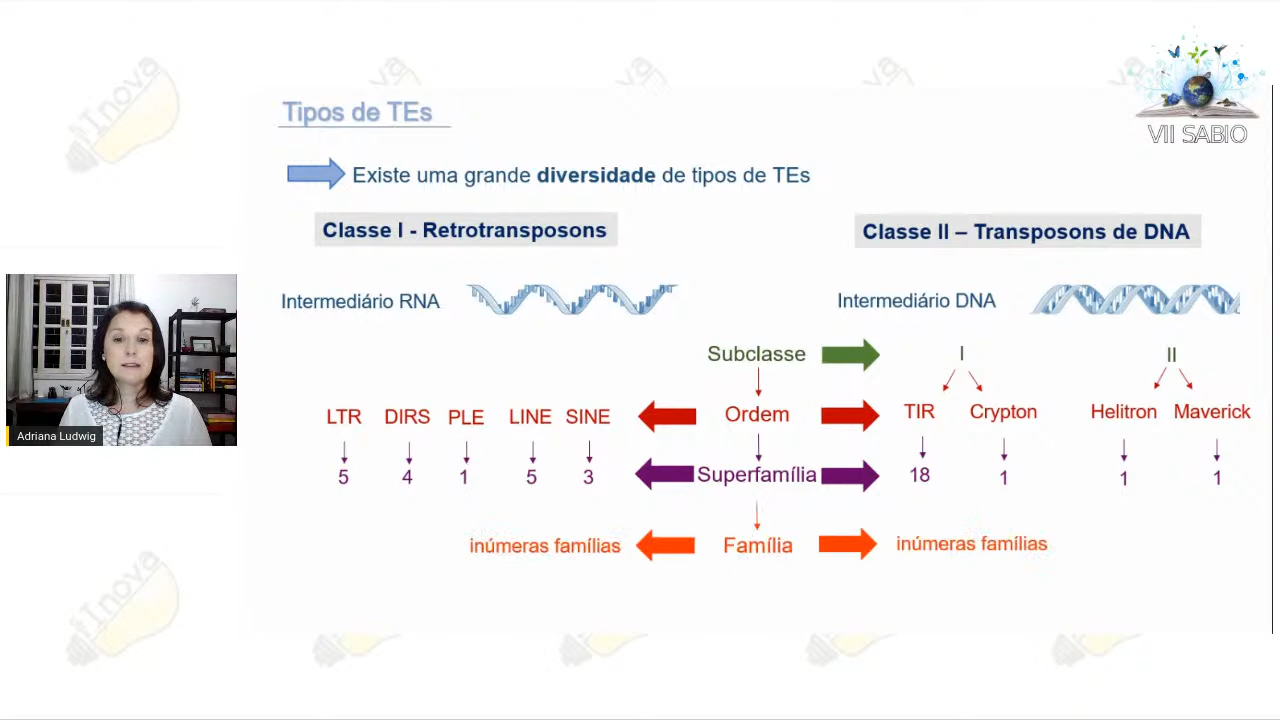 VII SABIO
Tipos de TEs
Existe uma grande diversidade de tipos de TEs
Classe I - Retrotransposons
Classe II – Transposons de DNA
Intermediário RNA
Intermediário DNA
Subclasse
I
II
LTR DIRS PLE LINE SINE
Ordem
TIR Crypton Helitron Maverick
5 4 1 5 3
Superfamília
18 1 1 1
inúmeras famílias
Família
inúmeras famílias
Adriana Ludwig
Inova
Inova